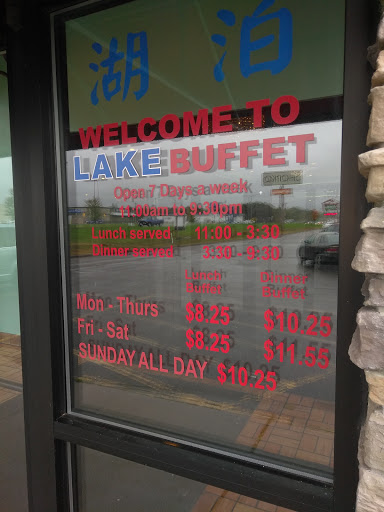 湖泊
WELCOME TO
LAKE BUFFET
Open 7 Days a week
11:00am to 9:30pm
Lunch served 11:00 - 3:30
Dinner served 3:30 - 9:30
Lunch Dinner
Buffet Buffet
Mon - Thurs $8.25 $10.25
Fri - Sat $8.25 $11.55
SUNDAY ALL DAY $10.25